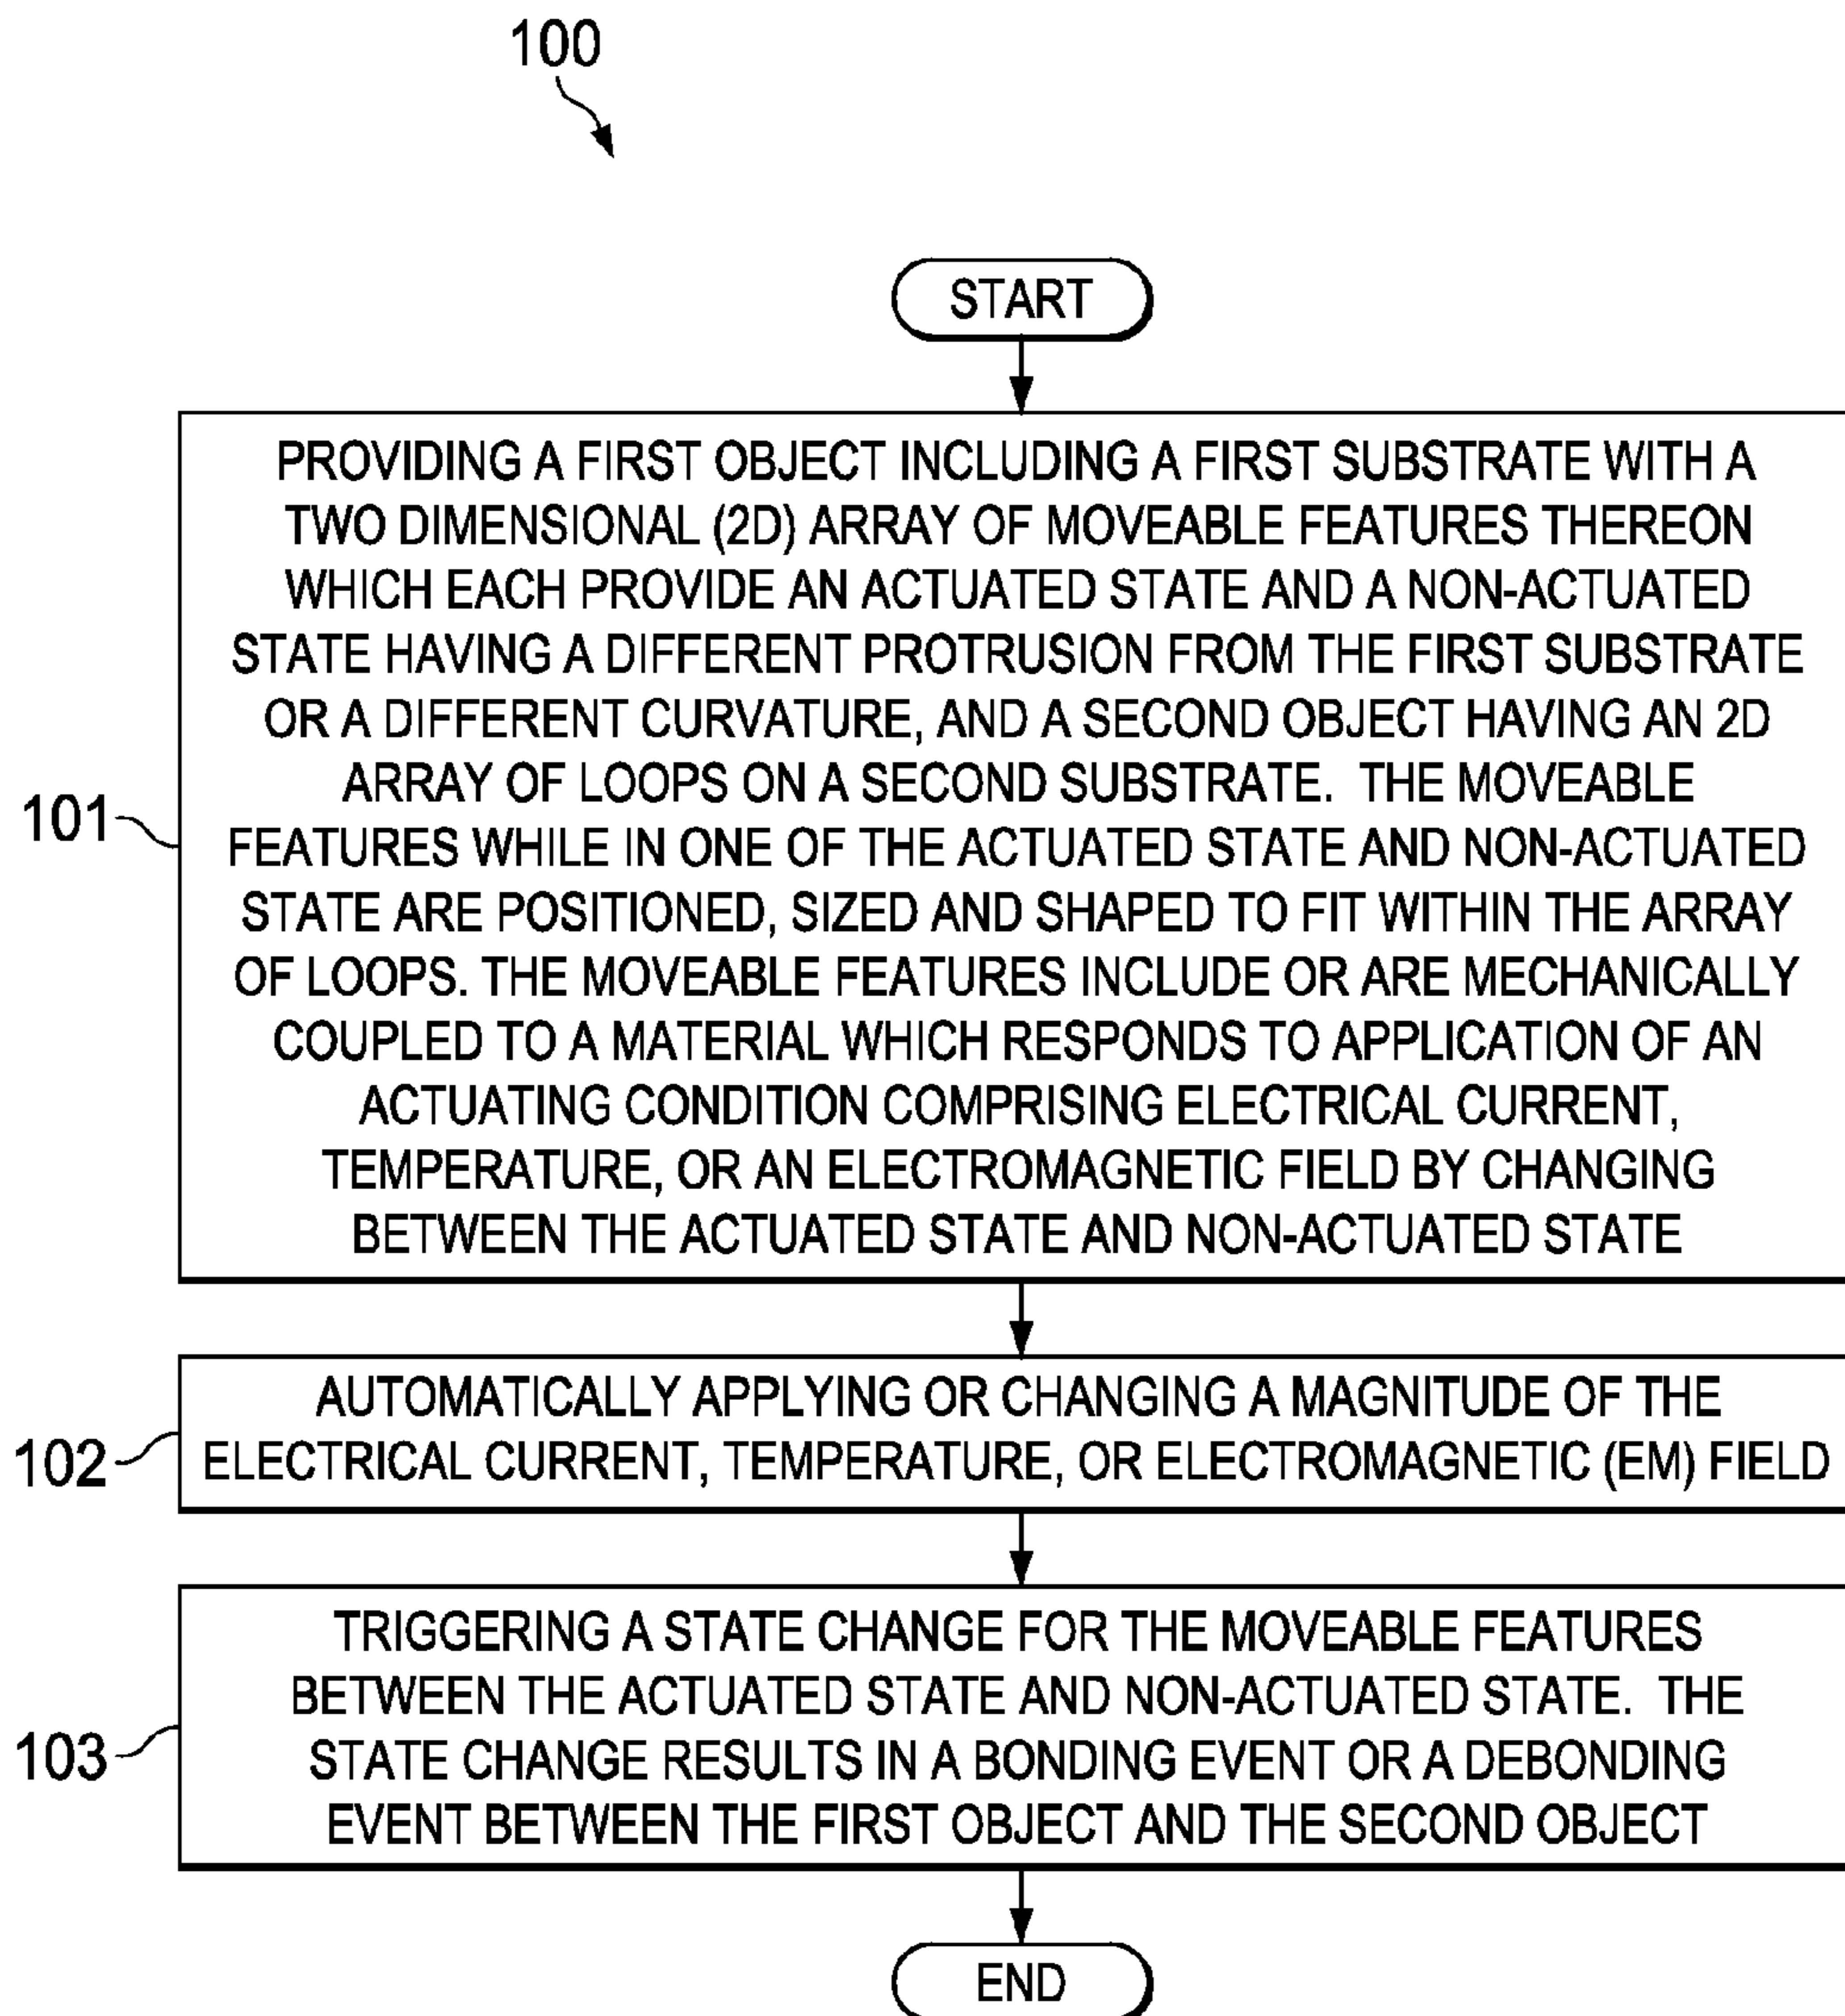 100
START
PROVIDING A FIRST OBJECT INCLUDING A FIRST SUBSTRATE WITH A
TWO DIMENSIONAL (2D) ARRAY OF MOVEABLE FEATURES THEREON
WHICH EACH PROVIDE AN ACTUATED STATE AND A NON-ACTUATED
STATE HAVING A DIFFERENT PROTRUSION FROM THE FIRST SUBSTRATE
OR A DIFFERENT CURVATURE, AND A SECOND OBJECT HAVING AN 2D
ARRAY OF LOOPS ON A SECOND SUBSTRATE. THE MOVEABLE
FEATURES WHILE IN ONE OF THE ACTUATED STATE AND NON-ACTUATED
STATE ARE POSITIONED, SIZED AND SHAPED TO FIT WITHIN THE ARRAY
OF LOOPS. THE MOVEABLE FEATURES INCLUDE OR ARE MECHANICALLY
COUPLED TO A MATERIAL WHICH RESPONDS TO APPLICATION OF AN
ACTUATING CONDITION COMPRISING ELECTRICAL CURRENT,
TEMPERATURE, OR AN ELECTROMAGNETIC FIELD BY CHANGING
BETWEEN THE ACTUATED STATE AND NON-ACTUATED STATE
101
AUTOMATICALLY APPLYING OR CHANGING A MAGNITUDE OF THE
ELECTRICAL CURRENT, TEMPERATURE, OR ELECTROMAGNETIC (EM) FIELD
102
TRIGGERING A STATE CHANGE FOR THE MOVEABLE FEATURES
BETWEEN THE ACTUATED STATE AND NON-ACTUATED STATE. THE
STATE CHANGE RESULTS IN A BONDING EVENT OR A DEBONDING
EVENT BETWEEN THE FIRST OBJECT AND THE SECOND OBJECT
103
END